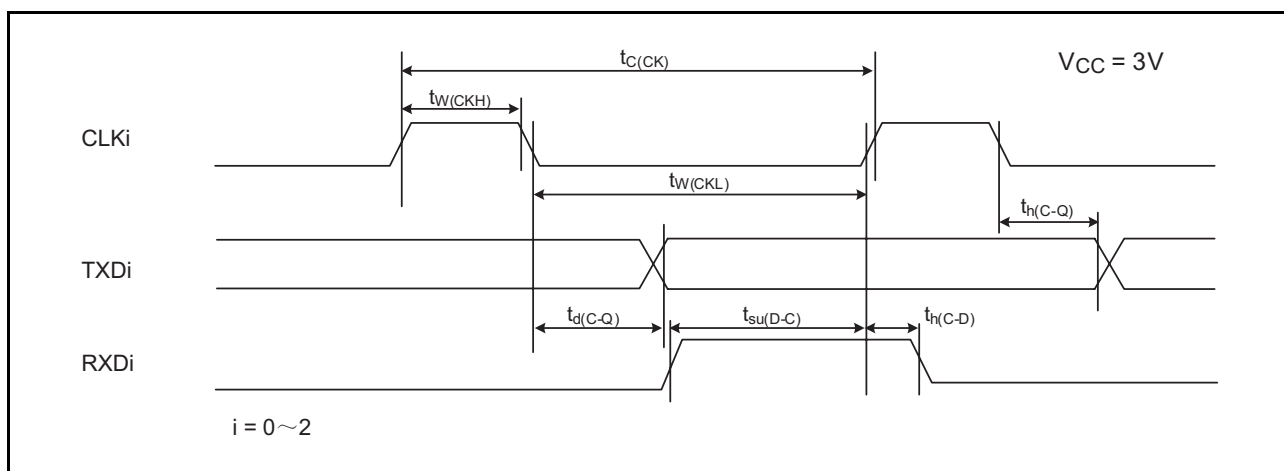 tC(CK)
VCC = 3V
tW(CKH)
CLKi
tW(CKL)
th(C-Q)
TXDi
td(C-Q)
tsu(D-C)
th(C-D)
RXDi
i = 0～2